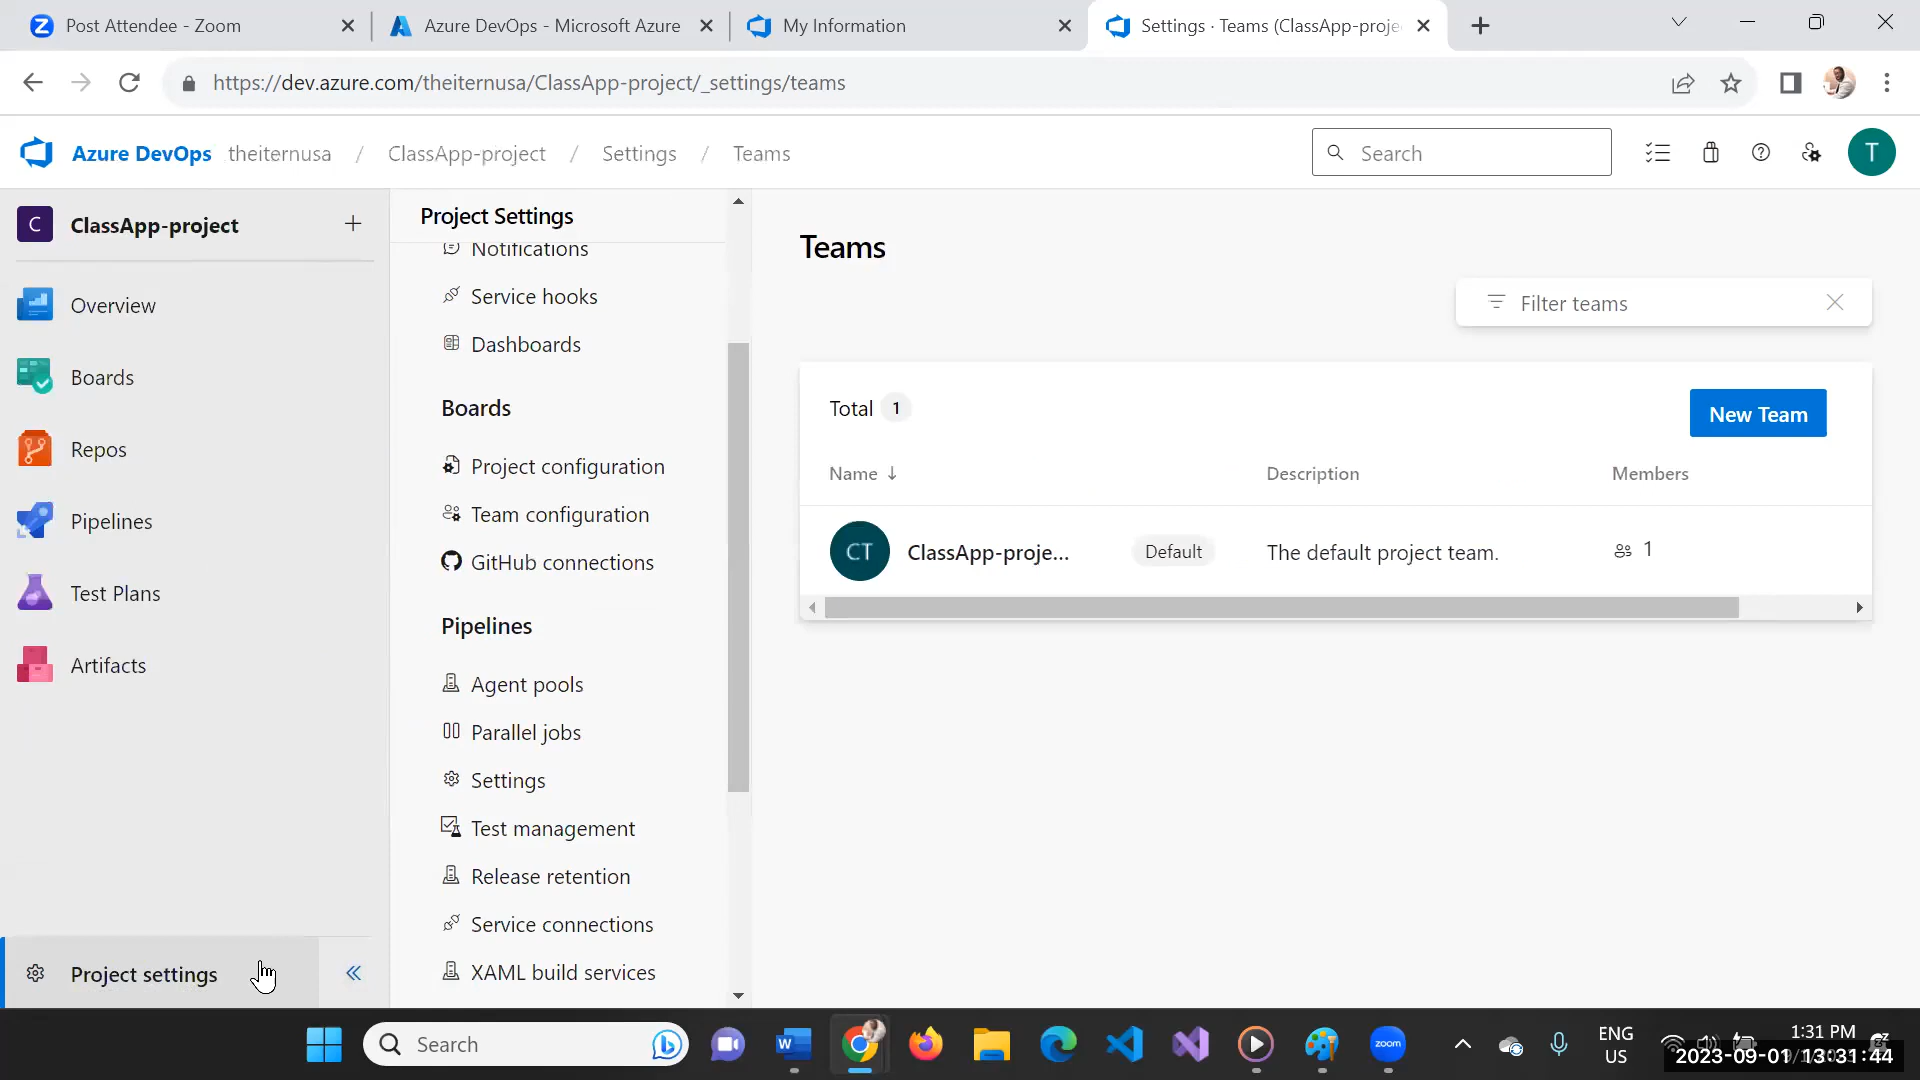 Post Attendee - Zoom
Azure DevOps - Microsoft Azure
My Information
Settings · Teams (ClassApp-proje
https://dev.azure.com/theiternusa/ClassApp-project/_settings/teams
Azure DevOps theiternusa / ClassApp-project / Settings / Teams
Search
T
C ClassApp-project
Overview
Boards
Repos
Pipelines
Test Plans
Artifacts
Project settings
Project Settings
Notifications
Service hooks
Dashboards
Boards
Project configuration
Team configuration
GitHub connections
Pipelines
Agent pools
Parallel jobs
Settings
Test management
Release retention
Service connections
XAML build services
Teams
Filter teams
Total 1
New Team
Name Description Members
CT ClassApp-proje... Default The default project team. 1
Search
zoom
ENG
US
1:31 PM
2023-09-01 13:31:44